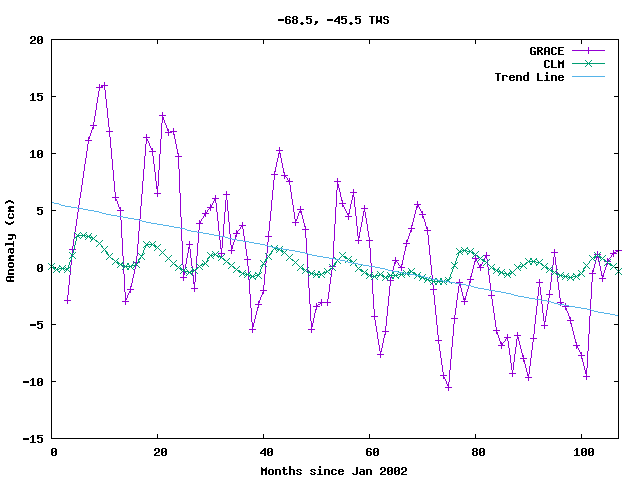 -68.5, -45.5 TWS
GRACE
CLM
Trend Line
20
15
10
5
0
-5
-10
-15
Anomaly (cm)
0 20 40 60 80 100
Months since Jan 2002